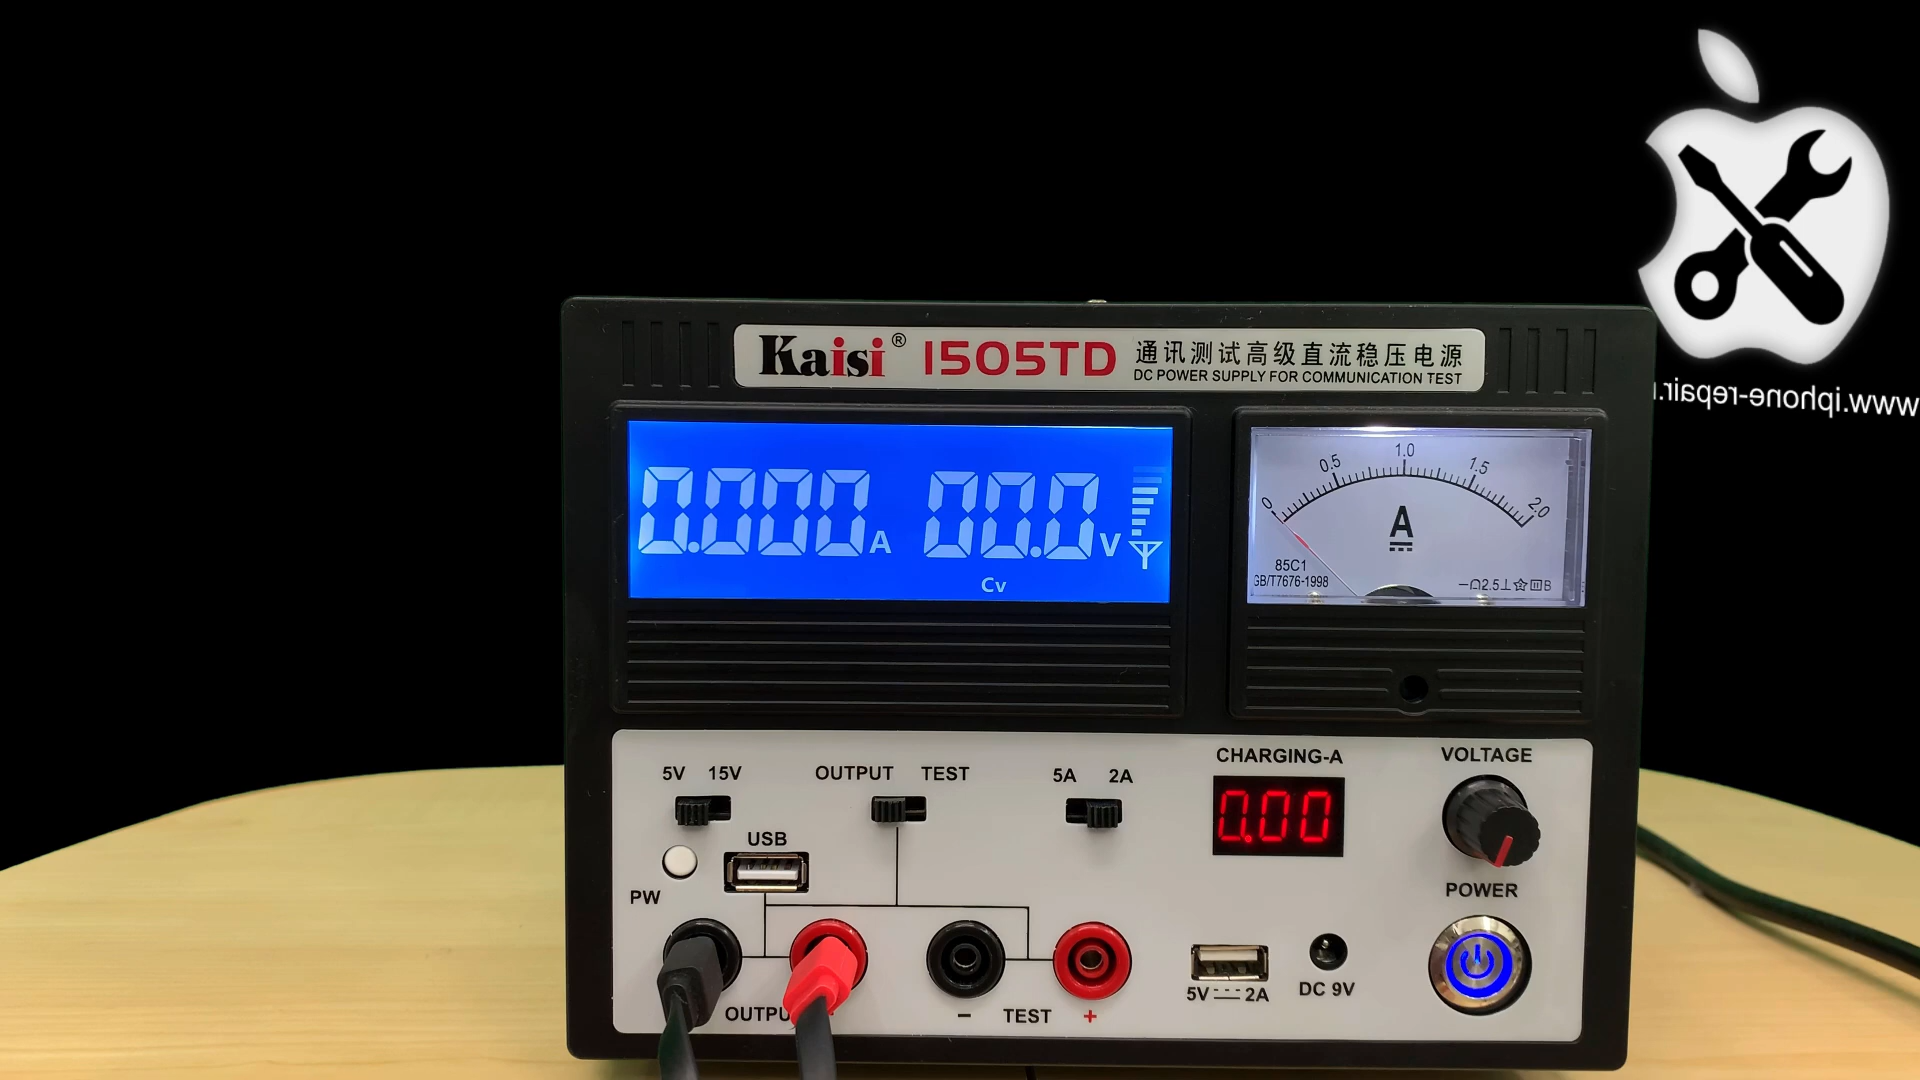 Kaisi® 1505TD 通讯测试高级直流稳压电源
DC POWER SUPPLY FOR COMMUNICATION TEST
www.iphone-repair.
0.000A 00.0V
Cv
0 0.5 1.0 1.5 2.0
A
85C1
GB/T7676-1998
2.5
B
5V 15V
OUTPUT TEST
5A 2A
CHARGING-A
0.00
VOLTAGE
USB
PW
POWER
OUTPU
− TEST +
5V 2A
DC 9V